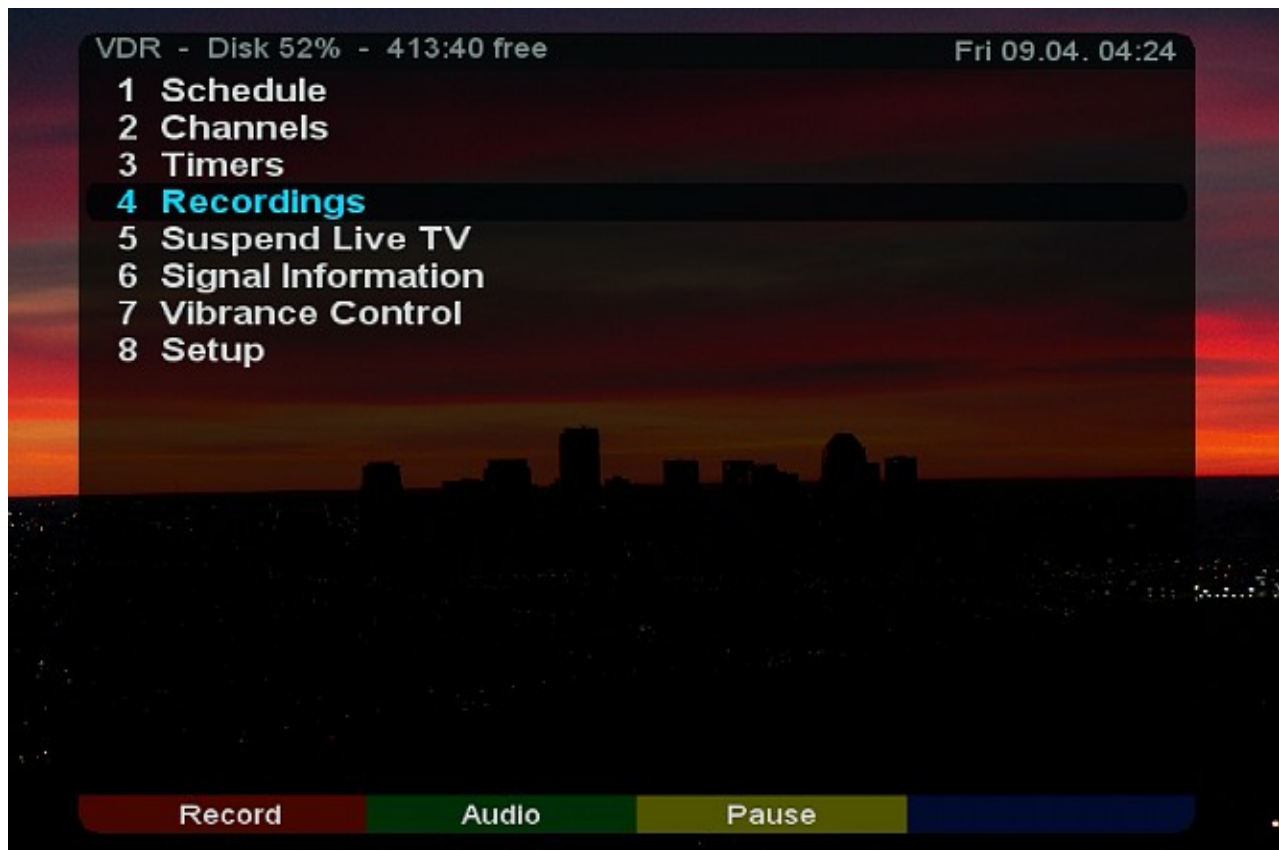 VDR - Disk 52% - 413:40 free Fri 09.04. 04:24
1 Schedule
2 Channels
3 Timers
4 Recordings
5 Suspend Live TV
6 Signal Information
7 Vibrance Control
8 Setup
Record Audio Pause